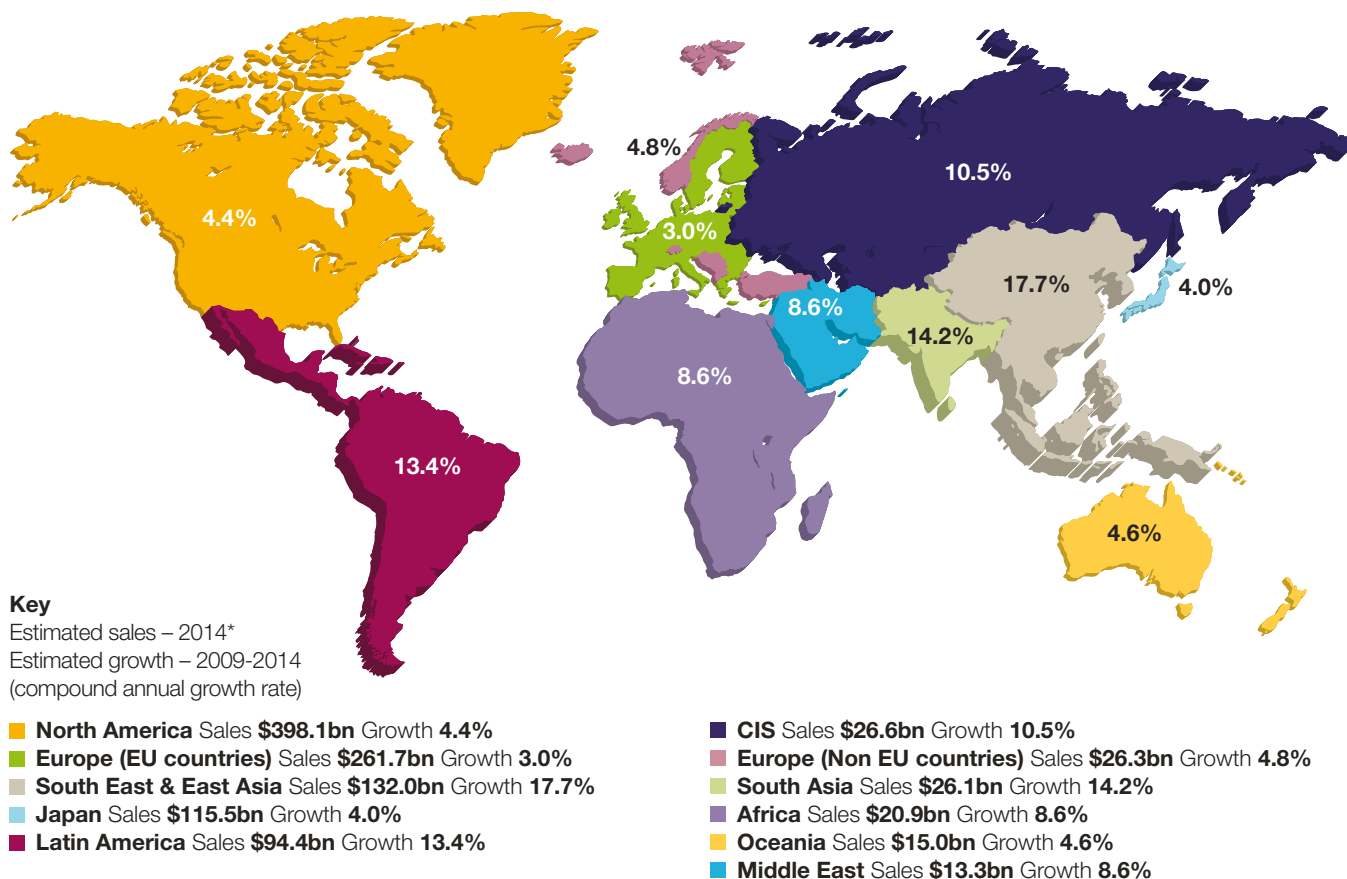 4.8%
10.5%
4.4%
3.0%
17.7%
4.0%
8.6%
14.2%
8.6%
13.4%
4.6%
Key
Estimated sales – 2014*
Estimated growth – 2009-2014
(compound annual growth rate)
North America Sales $398.1bn Growth 4.4%
Europe (EU countries) Sales $261.7bn Growth 3.0%
South East & East Asia Sales $132.0bn Growth 17.7%
Japan Sales $115.5bn Growth 4.0%
Latin America Sales $94.4bn Growth 13.4%
CIS Sales $26.6bn Growth 10.5%
Europe (Non EU countries) Sales $26.3bn Growth 4.8%
South Asia Sales $26.1bn Growth 14.2%
Africa Sales $20.9bn Growth 8.6%
Oceania Sales $15.0bn Growth 4.6%
Middle East Sales $13.3bn Growth 8.6%